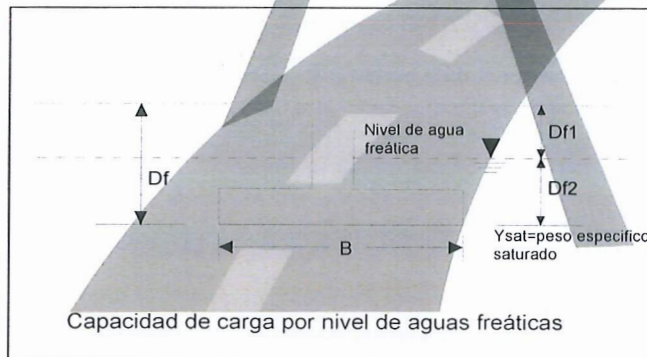 Nivel de agua
freática
Df1
Df
Df2
B
Ysat=peso especifico
saturado
Capacidad de carga por nivel de aguas freáticas